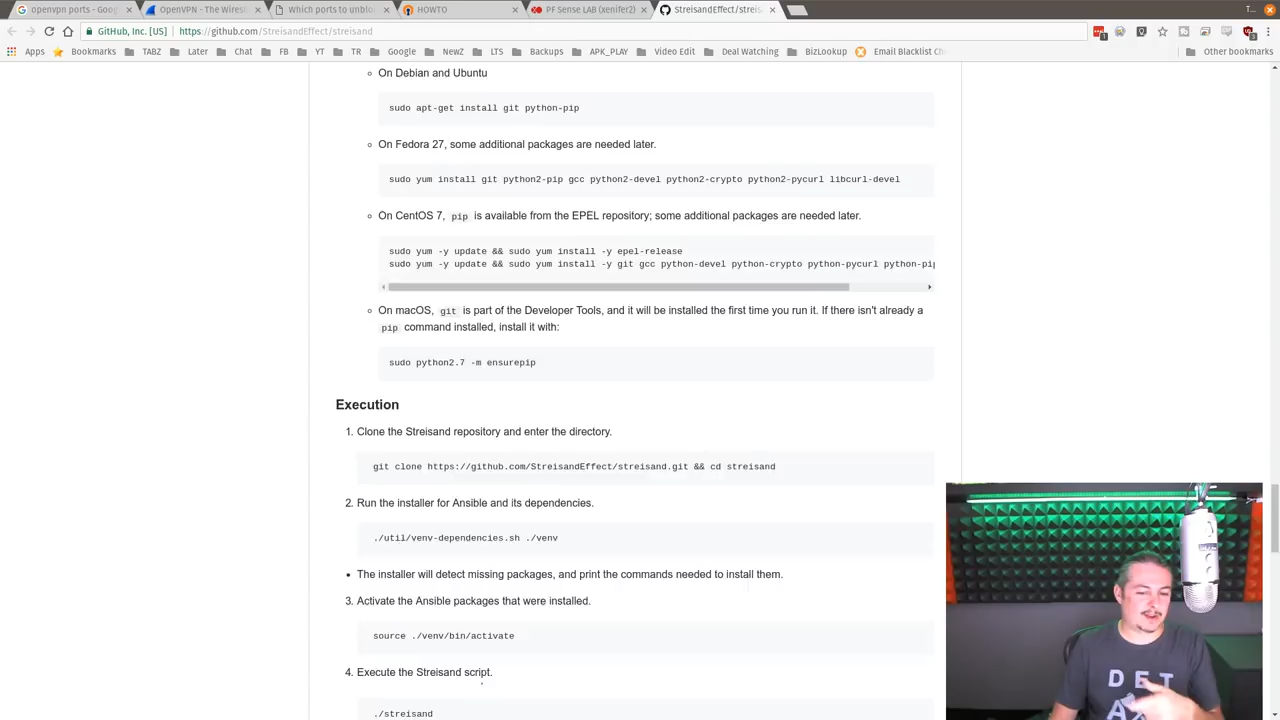 openvpn ports - Goog
OpenVPN - The Wiresh
Which ports to unblo
HOWTO
PF Sense LAB (xenifer2)
StreisandEffect/streis
T...
GitHub, Inc. [US]
https://github.com/StreisandEffect/streisand
Apps
Bookmarks
TABZ
Later
Chat
FB
YT
TR
Google
NewZ
LTS
Backups
APK_PLAY
Video Edit
Deal Watching
BizLookup
Email Blacklist Ch
Other bookmarks
On Debian and Ubuntu
sudo apt-get install git python-pip
On Fedora 27, some additional packages are needed later.
sudo yum install git python2-pip gcc python2-devel python2-crypto python2-pycurl libcurl-devel
On CentOS 7, pip is available from the EPEL repository; some additional packages are needed later.
sudo yum -y update && sudo yum install -y epel-release
sudo yum -y update && sudo yum install -y git gcc python-devel python-crypto python-pycurl python-pip
On macOS, git is part of the Developer Tools, and it will be installed the first time you run it. If there isn't already a
pip command installed, install it with:
sudo python2.7 -m ensurepip
Execution
1. Clone the Streisand repository and enter the directory.
git clone https://github.com/StreisandEffect/streisand.git && cd streisand
2. Run the installer for Ansible and its dependencies.
./util/venv-dependencies.sh ./venv
The installer will detect missing packages, and print the commands needed to install them.
3. Activate the Ansible packages that were installed.
source ./venv/bin/activate
4. Execute the Streisand script.
./streisand
DET